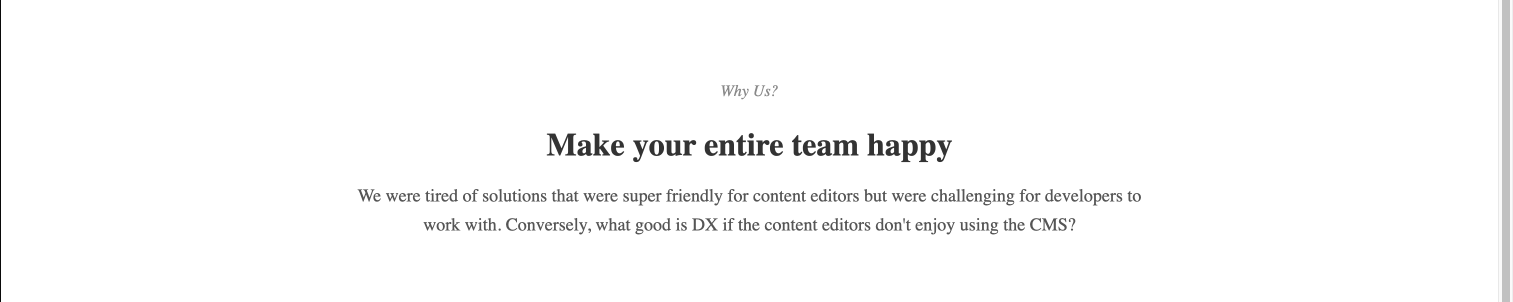 Why Us?
Make your entire team happy
We were tired of solutions that were super friendly for content editors but were challenging for developers to
work with. Conversely, what good is DX if the content editors don't enjoy using the CMS?